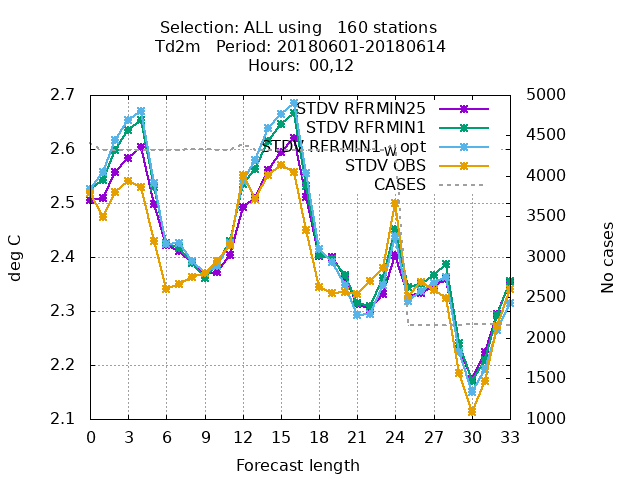 Selection: ALL using   160 stations
Td2m   Period: 20180601-20180614
Hours: 00,12
2.7
2.6
2.5
2.4
2.3
2.2
2.1
deg C
5000
4500
4000
3500
3000
2500
2000
1500
1000
No cases
STDV RFRMIN25
STDV RFRMIN1
STDV RFRMIN1_w opt
STDV OBS
CASES
0 3 6 9 12 15 18 21 24 27 30 33
Forecast length